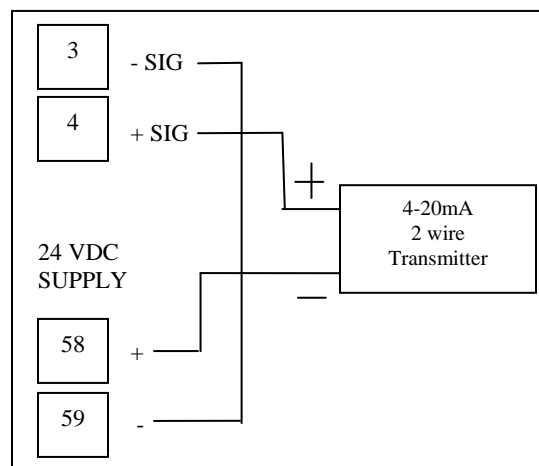 3
- SIG
4
+ SIG
+
4-20mA
2 wire
Transmitter
24 VDC
SUPPLY
–
58
+
59
-